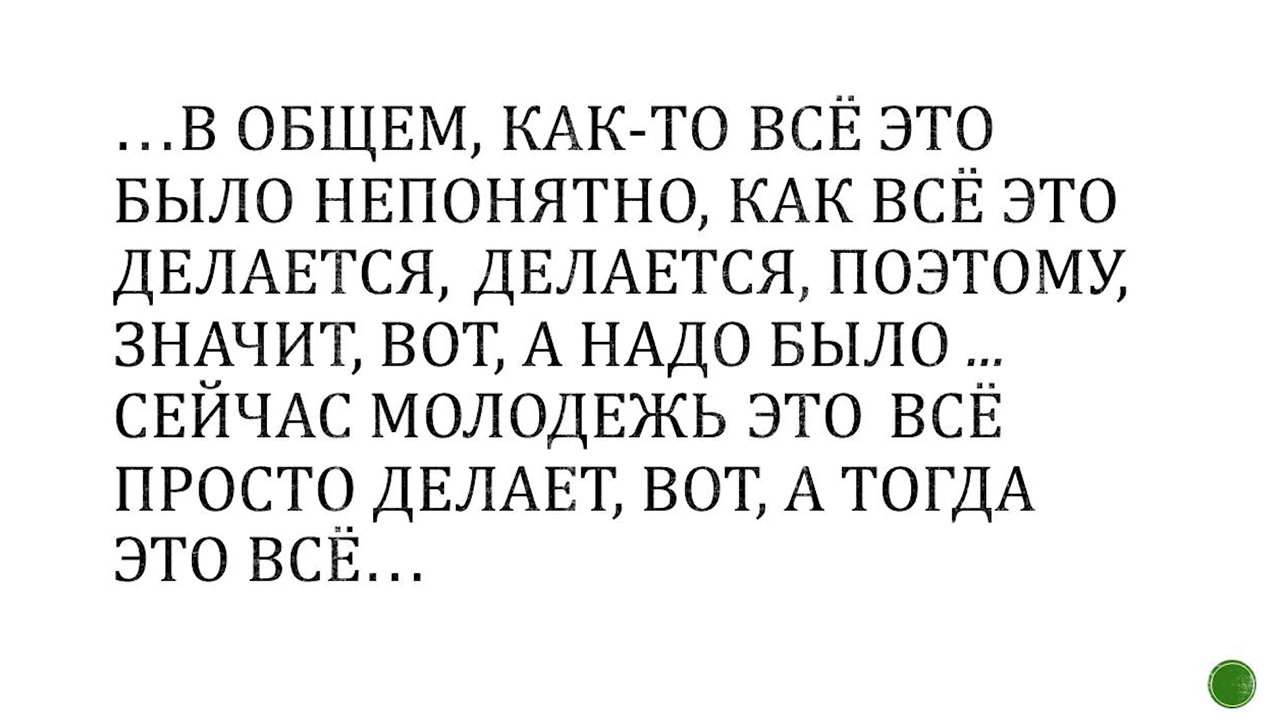 …В ОБЩЕМ, КАК-ТО ВСЁ ЭТО
БЫЛО НЕПОНЯТНО, КАК ВСЁ ЭТО
ДЕЛАЕТСЯ, ДЕЛАЕТСЯ, ПОЭТОМУ,
ЗНАЧИТ, ВОТ, А НАДО БЫЛО ...
СЕЙЧАС МОЛОДЕЖЬ ЭТО ВСЁ
ПРОСТО ДЕЛАЕТ, ВОТ, А ТОГДА
ЭТО ВСЁ…